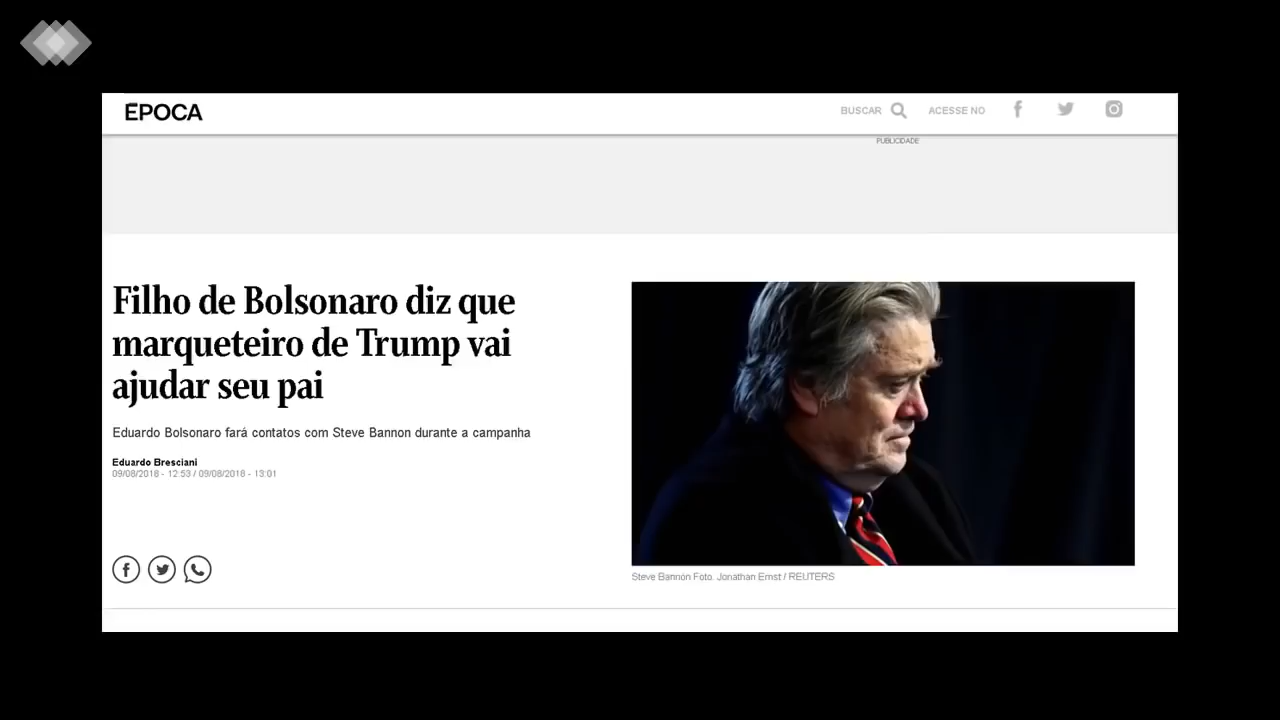 ÉPOCA
BUSCAR
ACESSE NO
PUBLICIDADE
Filho de Bolsonaro diz que
marqueteiro de Trump vai
ajudar seu pai
Eduardo Bolsonaro fará contatos com Steve Bannon durante a campanha
Eduardo Bresciani
09/08/2018 - 12:53 / 09/08/2018 - 13:01
Steve Bannon Foto: Jonathan Ernst / REUTERS